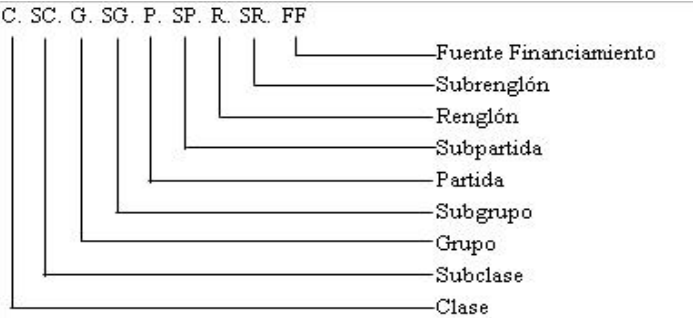 C. SC. G. SG. P. SP. R. SR. FF
Fuente Financiamiento
Subrenglón
Renglón
Subpartida
Partida
Subgrupo
Grupo
Subclase
Clase